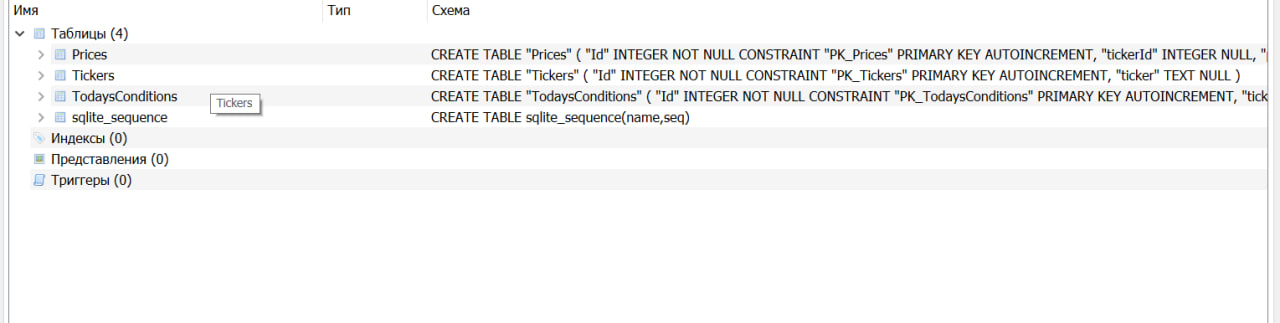 Имя Тип Схема
Таблицы (4)
Prices CREATE TABLE "Prices" ( "Id" INTEGER NOT NULL CONSTRAINT "PK_Prices" PRIMARY KEY AUTOINCREMENT, "tickerId" INTEGER NULL, "
Tickers CREATE TABLE "Tickers" ( "Id" INTEGER NOT NULL CONSTRAINT "PK_Tickers" PRIMARY KEY AUTOINCREMENT, "ticker" TEXT NULL )
TodaysConditions CREATE TABLE "TodaysConditions" ( "Id" INTEGER NOT NULL CONSTRAINT "PK_TodaysConditions" PRIMARY KEY AUTOINCREMENT, "tick
Tickers
sqlite_sequence CREATE TABLE sqlite_sequence(name,seq)
Индексы (0)
Представления (0)
Триггеры (0)